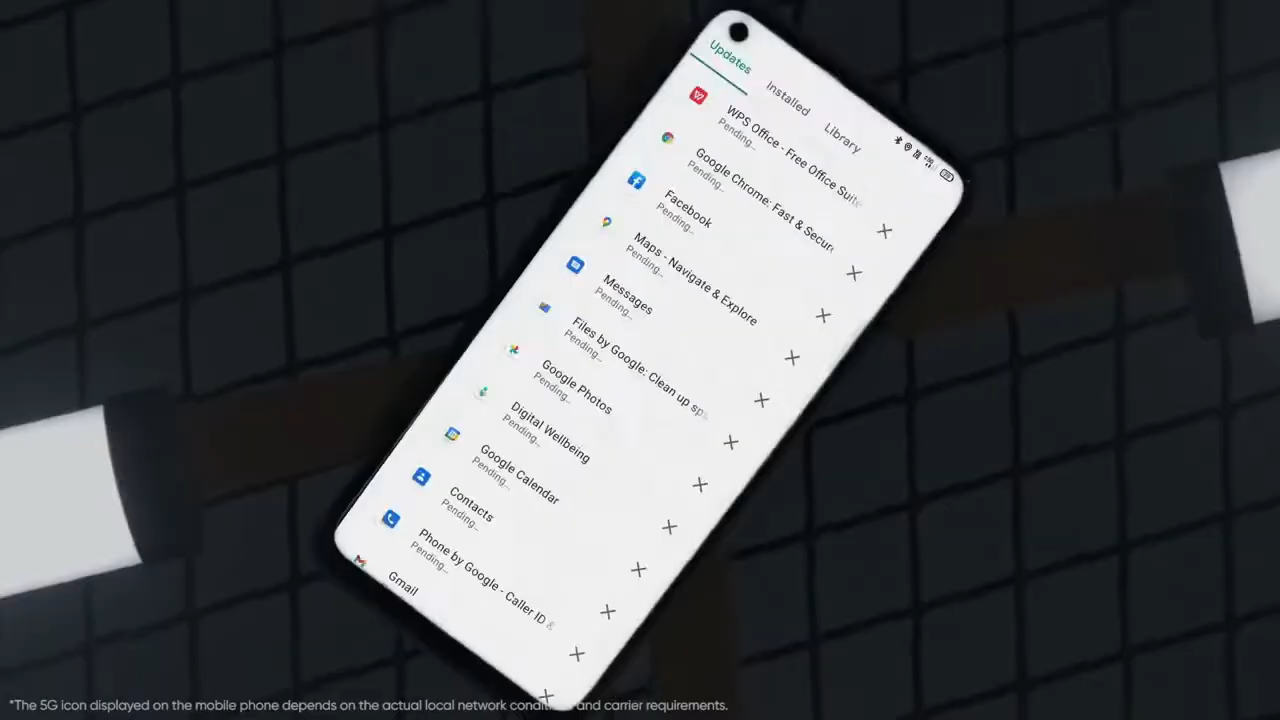 Updates
Installed
Library
WPS Office - Free Office Suite
Pending...
Google Chrome: Fast & Secure
Pending...
Facebook
Pending...
Maps - Navigate & Explore
Pending...
Messages
Pending...
Files by Google: Clean up sp
Pending...
Google Photos
Pending...
Digital Wellbeing
Pending...
Google Calendar
Pending...
Contacts
Pending...
Phone by Google - Caller ID &
Pending...
Gmail
*The 5G icon displayed on the mobile phone depends on the actual local network and carrier requirements.